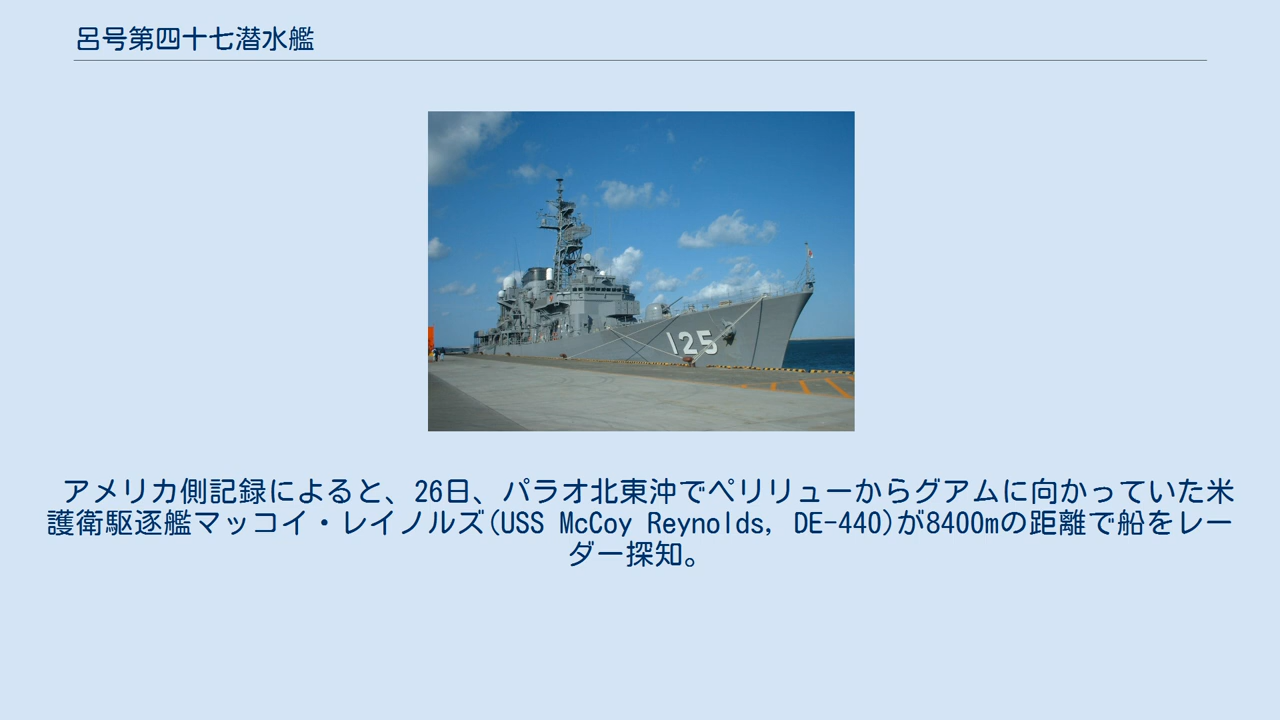 呂号第四十七潜水艦
125
アメリカ側記録によると、26日、パラオ北東沖でペリリューからグアムに向かっていた米
護衛駆逐艦マッコイ・レイノルズ(USS McCoy Reynolds, DE-440)が8400mの距離で船をレー
ダー探知。